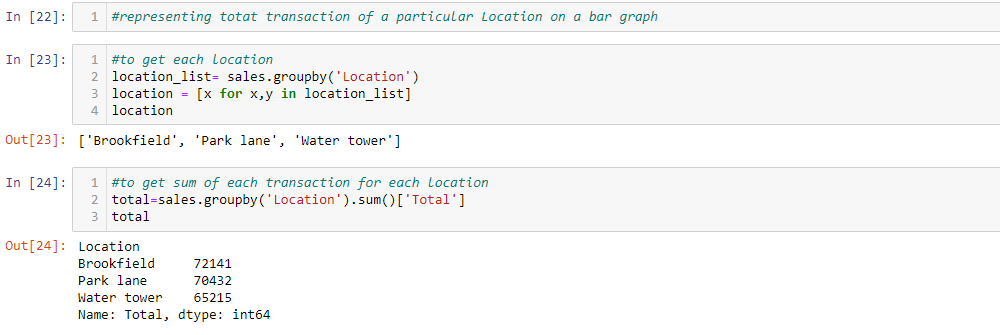 In [22]: 1 #representing totat transaction of a particular Location on a bar graph
In [23]: 1 #to get each location
2 location_list= sales.groupby('Location')
3 location = [x for x,y in location_list]
4 location
Out[23]: ['Brookfield', 'Park lane', 'Water tower']
In [24]: 1 #to get sum of each transaction for each location
2 total=sales.groupby('Location').sum()['Total']
3 total
Out[24]: Location
Brookfield 72141
Park lane 70432
Water tower 65215
Name: Total, dtype: int64